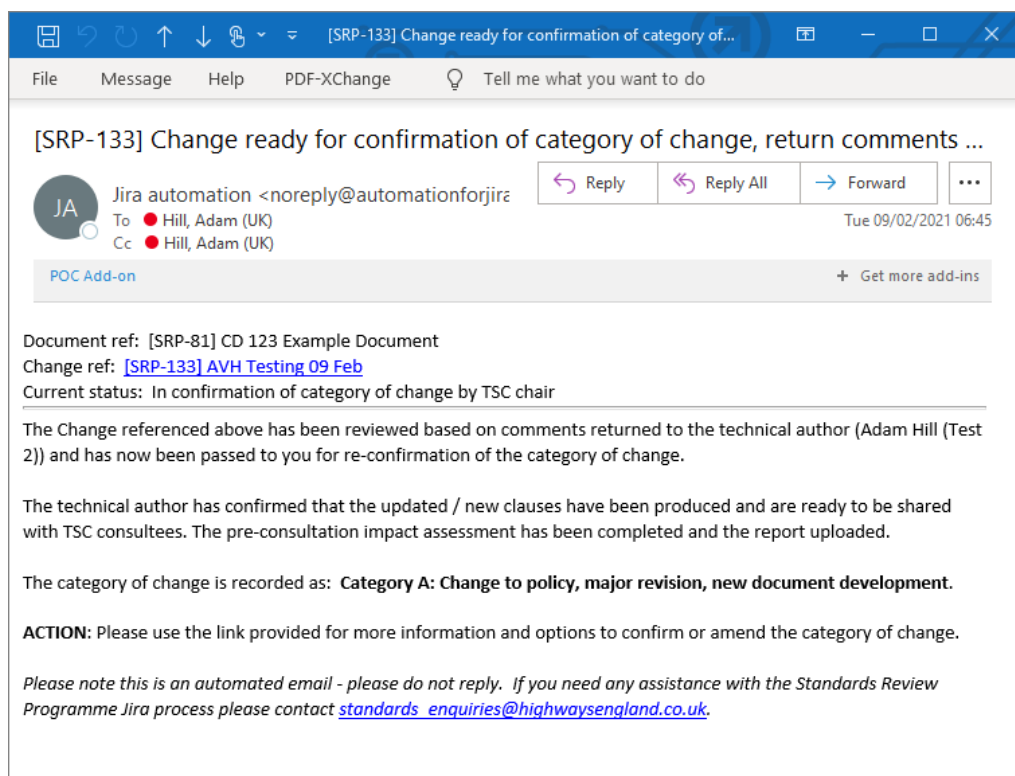 [SRP-133] Change ready for confirmation of category of...
File Message Help PDF-XChange Tell me what you want to do
[SRP-133] Change ready for confirmation of category of change, return comments ...
Reply Reply All Forward ...
JA
Jira automation <noreply@automationforjira
To Hill, Adam (UK)
Tue 09/02/2021 06:45
Cc Hill, Adam (UK)
POC Add-on + Get more add-ins
Document ref: [SRP-81] CD 123 Example Document
Change ref: [SRP-133] AVH Testing 09 Feb
Current status: In confirmation of category of change by TSC chair
The Change referenced above has been reviewed based on comments returned to the technical author (Adam Hill (Test
2)) and has now been passed to you for re-confirmation of the category of change.
The technical author has confirmed that the updated / new clauses have been produced and are ready to be shared
with TSC consultees. The pre-consultation impact assessment has been completed and the report uploaded.
The category of change is recorded as: Category A: Change to policy, major revision, new document development.
ACTION: Please use the link provided for more information and options to confirm or amend the category of change.
Please note this is an automated email - please do not reply. If you need any assistance with the Standards Review
Programme Jira process please contact standards_enquiries@highwaysengland.co.uk.